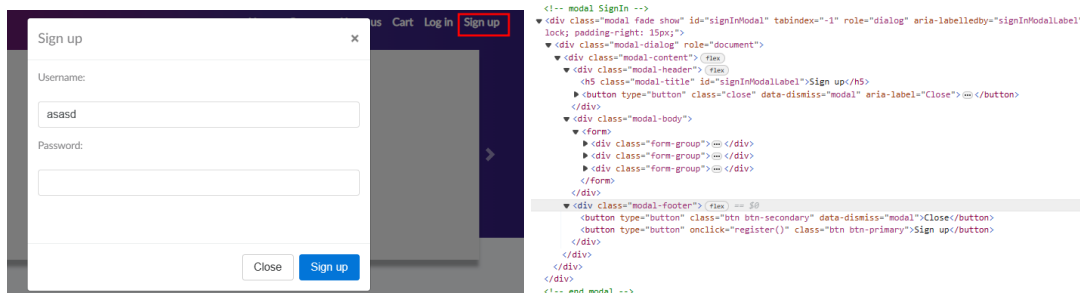 us Cart Log in Sign up
Sign up ×
Username:
asasd
Password:
Close Sign up
<!-- modal SignIn -->
▼<div class="modal fade show" id="signInModal" tabindex="-1" role="dialog" aria-labelledby="signInModalLabel"
lock; padding-right: 15px;">
▼<div class="modal-dialog" role="document">
▼<div class="modal-content"> flex
▼<div class="modal-header"> flex
<h5 class="modal-title" id="signInModalLabel">Sign up</h5>
▶<button type="button" class="close" data-dismiss="modal" aria-label="Close"> … </button>
</div>
▼<div class="modal-body">
▼<form>
▶<div class="form-group"> … </div>
▶<div class="form-group"> … </div>
▶<div class="form-group"> … </div>
</form>
</div>
▼<div class="modal-footer"> flex == $0
<button type="button" class="btn btn-secondary" data-dismiss="modal">Close</button>
<button type="button" onclick="register()" class="btn btn-primary">Sign up</button>
</div>
</div>
</div>
</div>
<!-- end modal -->